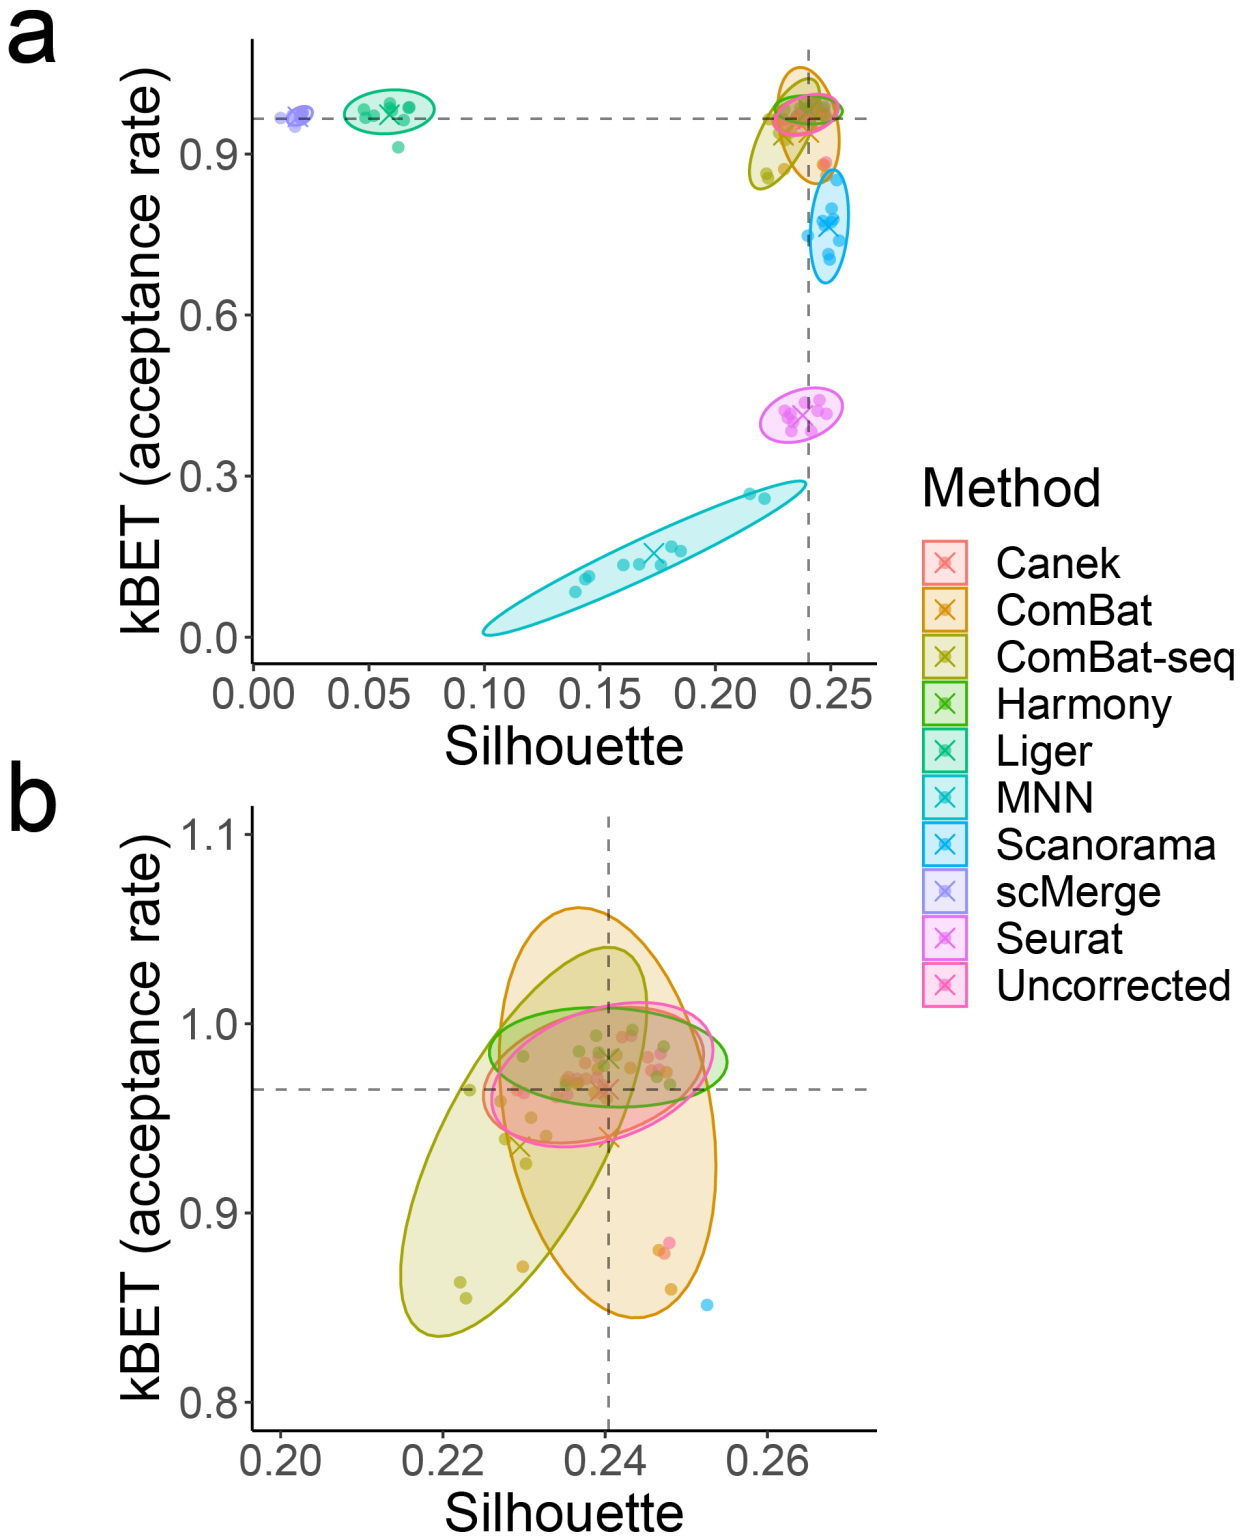 a
kBET (acceptance rate)
0.9
0.6
0.3
0.0
0.00 0.05 0.10 0.15 0.20 0.25
Silhouette
Method
Canek
ComBat
ComBat-seq
Harmony
Liger
MNN
Scanorama
scMerge
Seurat
Uncorrected
b
kBET (acceptance rate)
1.1
1.0
0.9
0.8
0.20 0.22 0.24 0.26
Silhouette